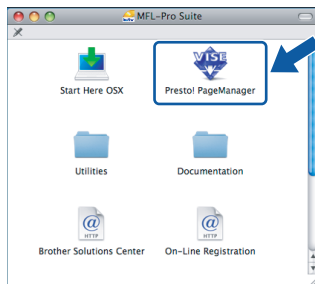 MFL-Pro Suite
VISE
Start Here OSX
Presto! PageManager
Utilities
Documentation
@
HTTP
@
HTTP
Brother Solutions Center
On-Line Registration